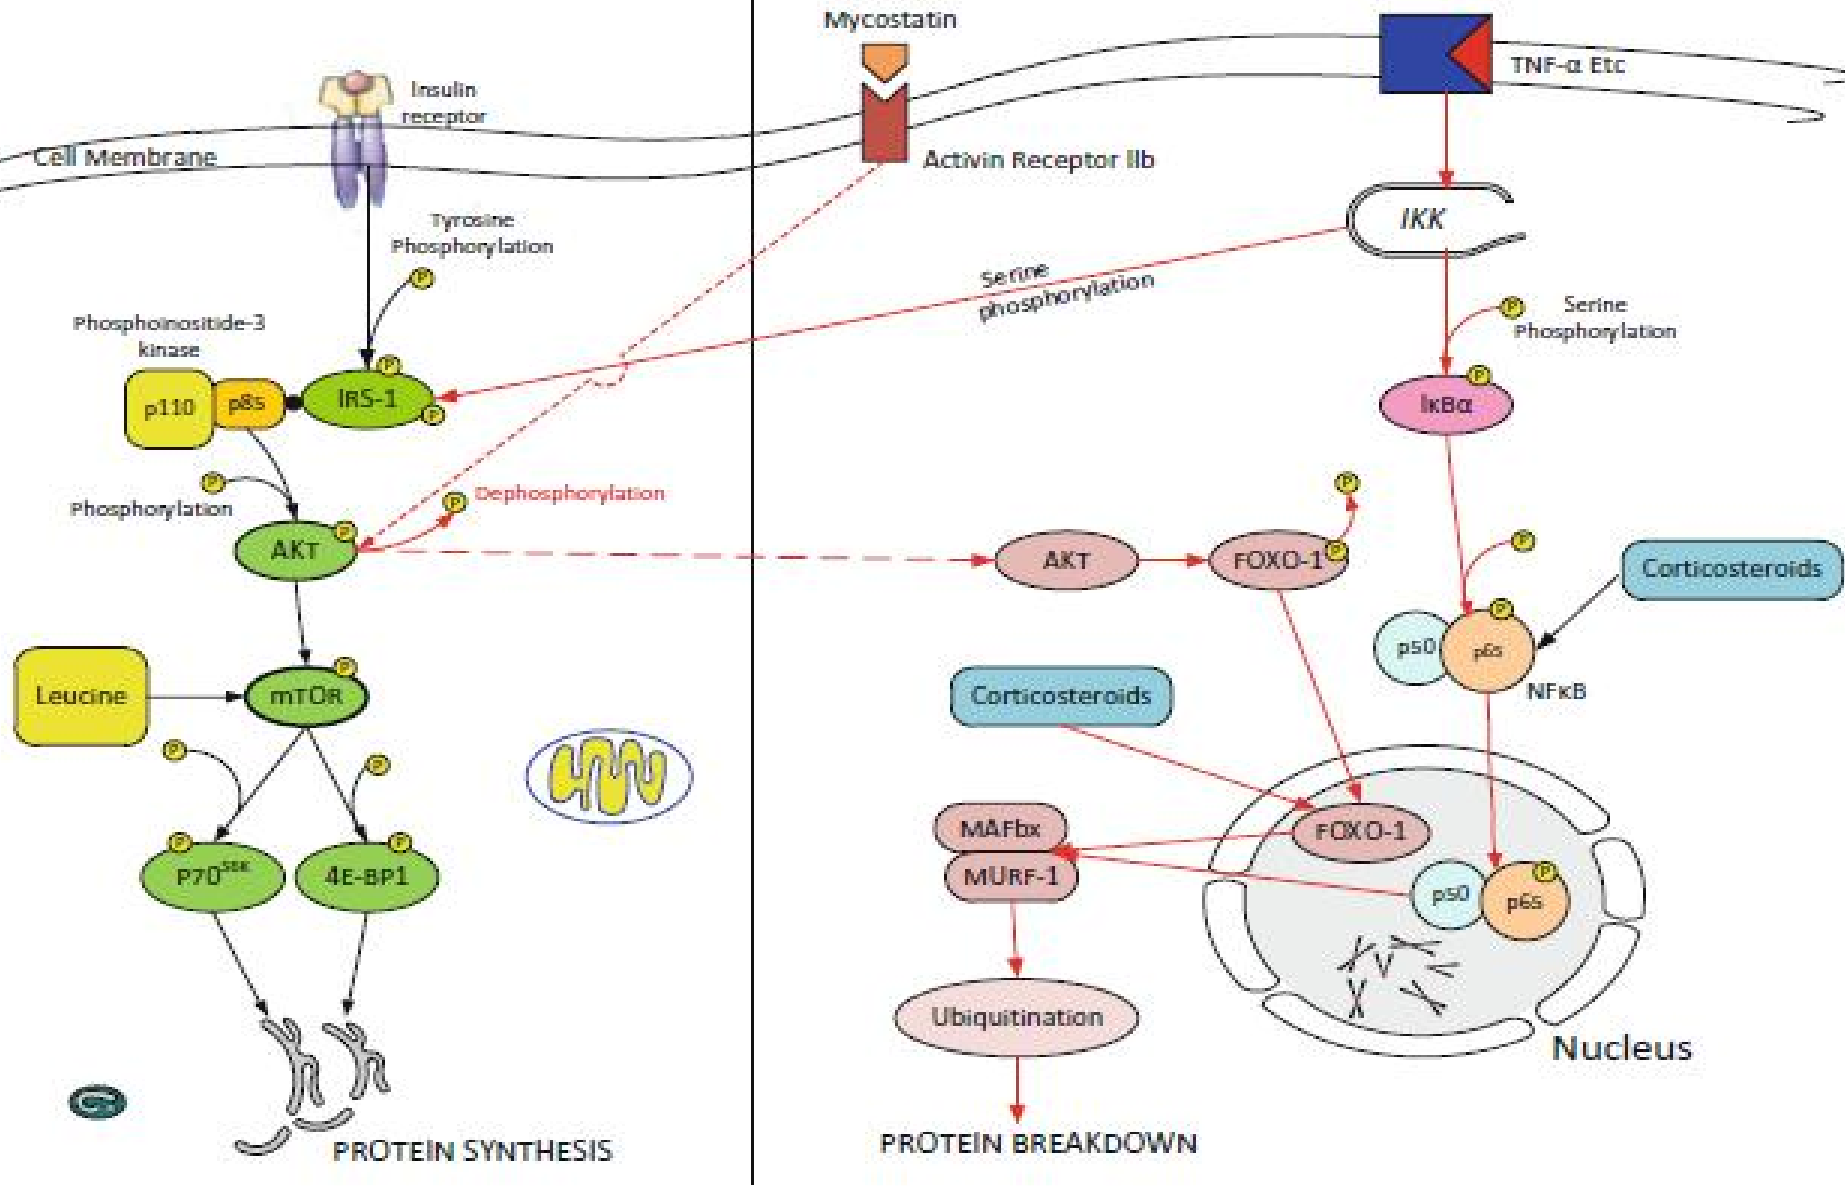 Mycostatin
Insulin
receptor
TNF-α Etc
Cell Membrane
Activin Receptor IIb
IKK
Tyrosine
Phosphorylation
P
Serine
phosphorylation
P
Serine
Phosphorylation
Phosphoinositide-3
kinase
P
p110
p85
IRS-1
P
P
IκBα
P
Phosphorylation
P
Dephosphorylation
P
P
AKT
AKT
FOXO-1
P
P
Corticosteroids
P
p50
p65
NFκB
Leucine
P
mTOR
Corticosteroids
P
P
P
P
P70S6K
4E-BP1
MAFbx
MURF-1
FOXO-1
p50
P
p65
Ubiquitination
Nucleus
PROTEIN SYNTHESIS
PROTEIN BREAKDOWN